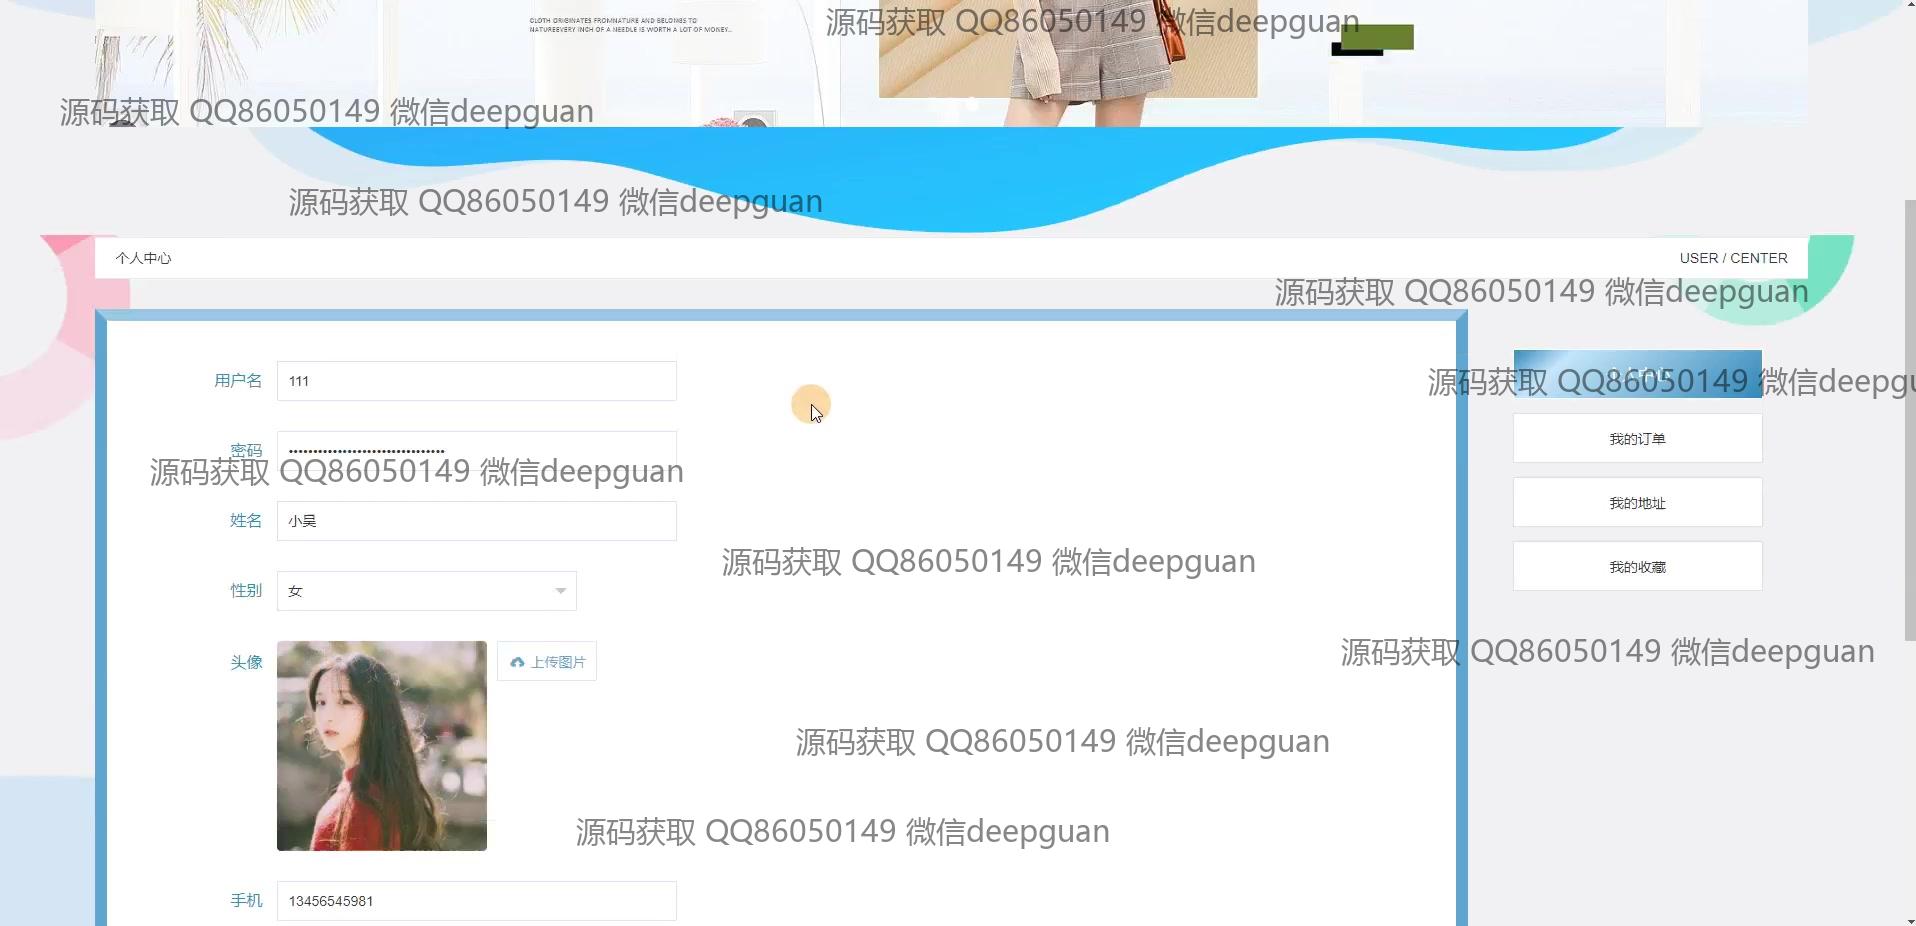 CLOTH ORIGINATES FROMNATURE AND BELONGS TO
NATUREEVERY INCH OF A NEEDLE IS WORTH A LOT OF MONEY...
源码获取 QQ86050149 微信deepguan
源码获取 QQ86050149 微信deepguan
源码获取 QQ86050149 微信deepguan
个人中心
USER / CENTER
源码获取 QQ86050149 微信deepguan
用户名 111
个人中心
源码获取 QQ86050149 微信deepgu
我的订单
密码 ••••••••••••••••••••••••••••••••
源码获取 QQ86050149 微信deepguan
我的地址
姓名 小吴
源码获取 QQ86050149 微信deepguan
我的收藏
性别 女
源码获取 QQ86050149 微信deepguan
头像
上传图片
源码获取 QQ86050149 微信deepguan
源码获取 QQ86050149 微信deepguan
手机 13456545981